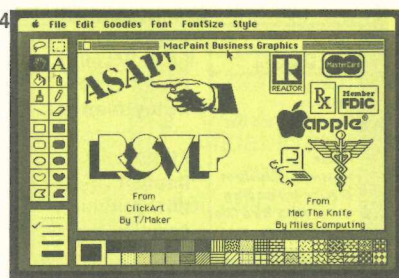 4
File Edit Goodies Font FontSize Style
MacPaint Business Graphics
A
ASAP!
REALTOR
MasterCard
Rx
Member
FDIC
apple
RSVP
From
ClickArt
By T/Maker
From
Mac The Knife
By Miles Computing